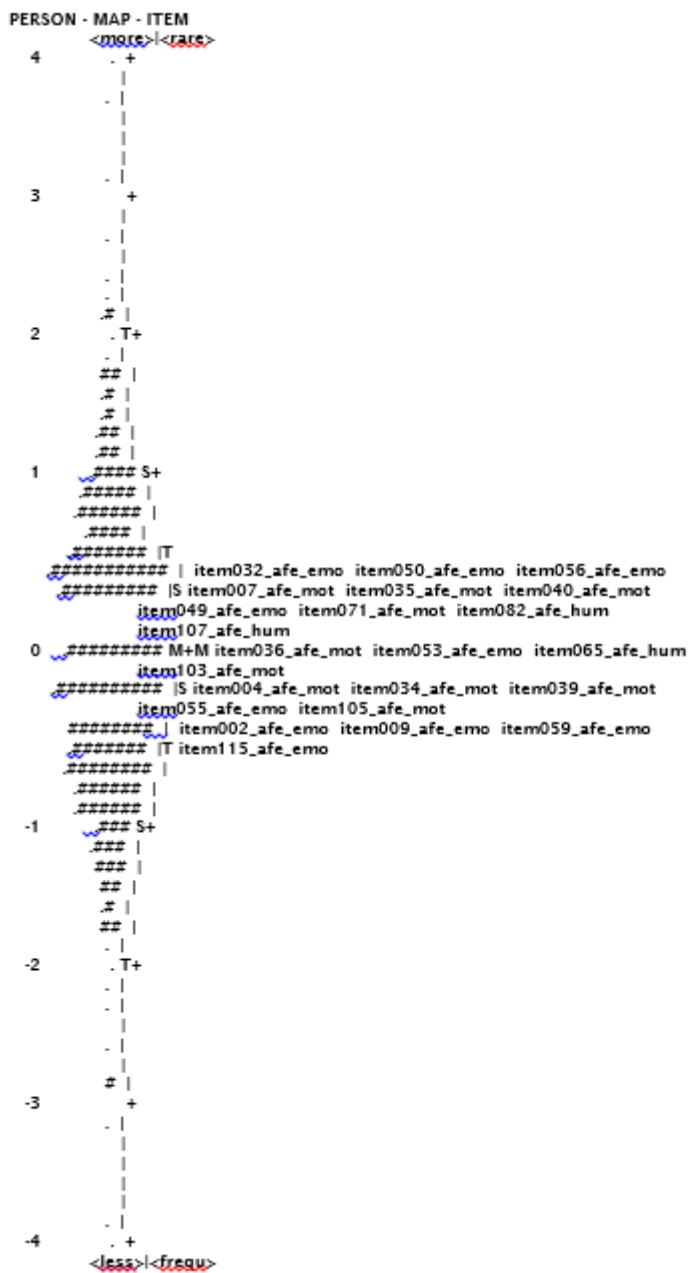 PERSON - MAP - ITEM
<more>|<rare>
4 . +
|
. |
|
|
|
. |
3 +
|
. |
|
. |
. |
.# |
2 . T+
. |
## |
.# |
.# |
.## |
.## |
1 .#### S+
.##### |
.###### |
.#### |
.####### |T
.########### | item032_afe_emo item050_afe_emo item056_afe_emo
.######### |S item007_afe_mot item035_afe_mot item040_afe_mot
item049_afe_emo item071_afe_mot item082_afe_hum
item107_afe_hum
0 .######### M+M item036_afe_mot item053_afe_emo item065_afe_hum
item103_afe_mot
.########## |S item004_afe_mot item034_afe_mot item039_afe_mot
item055_afe_emo item105_afe_mot
######## | item002_afe_emo item009_afe_emo item059_afe_emo
.####### |T item115_afe_emo
.######## |
.###### |
.###### |
-1 .### S+
.### |
### |
## |
.# |
## |
. |
-2 . T+
. |
. |
|
. |
|
# |
-3 +
. |
|
|
|
|
. |
-4 . +
<less>|<frequ>